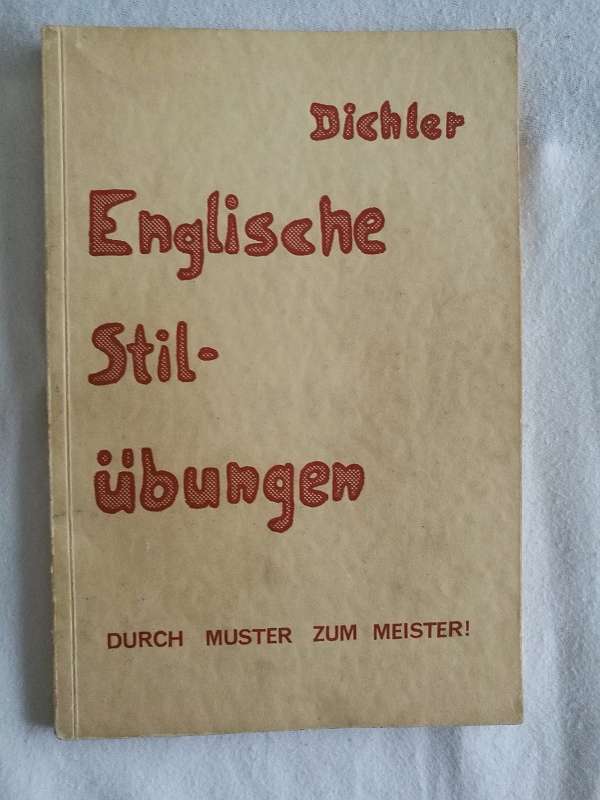 Dichler
Englische
Stil-
übungen
DURCH MUSTER ZUM MEISTER!